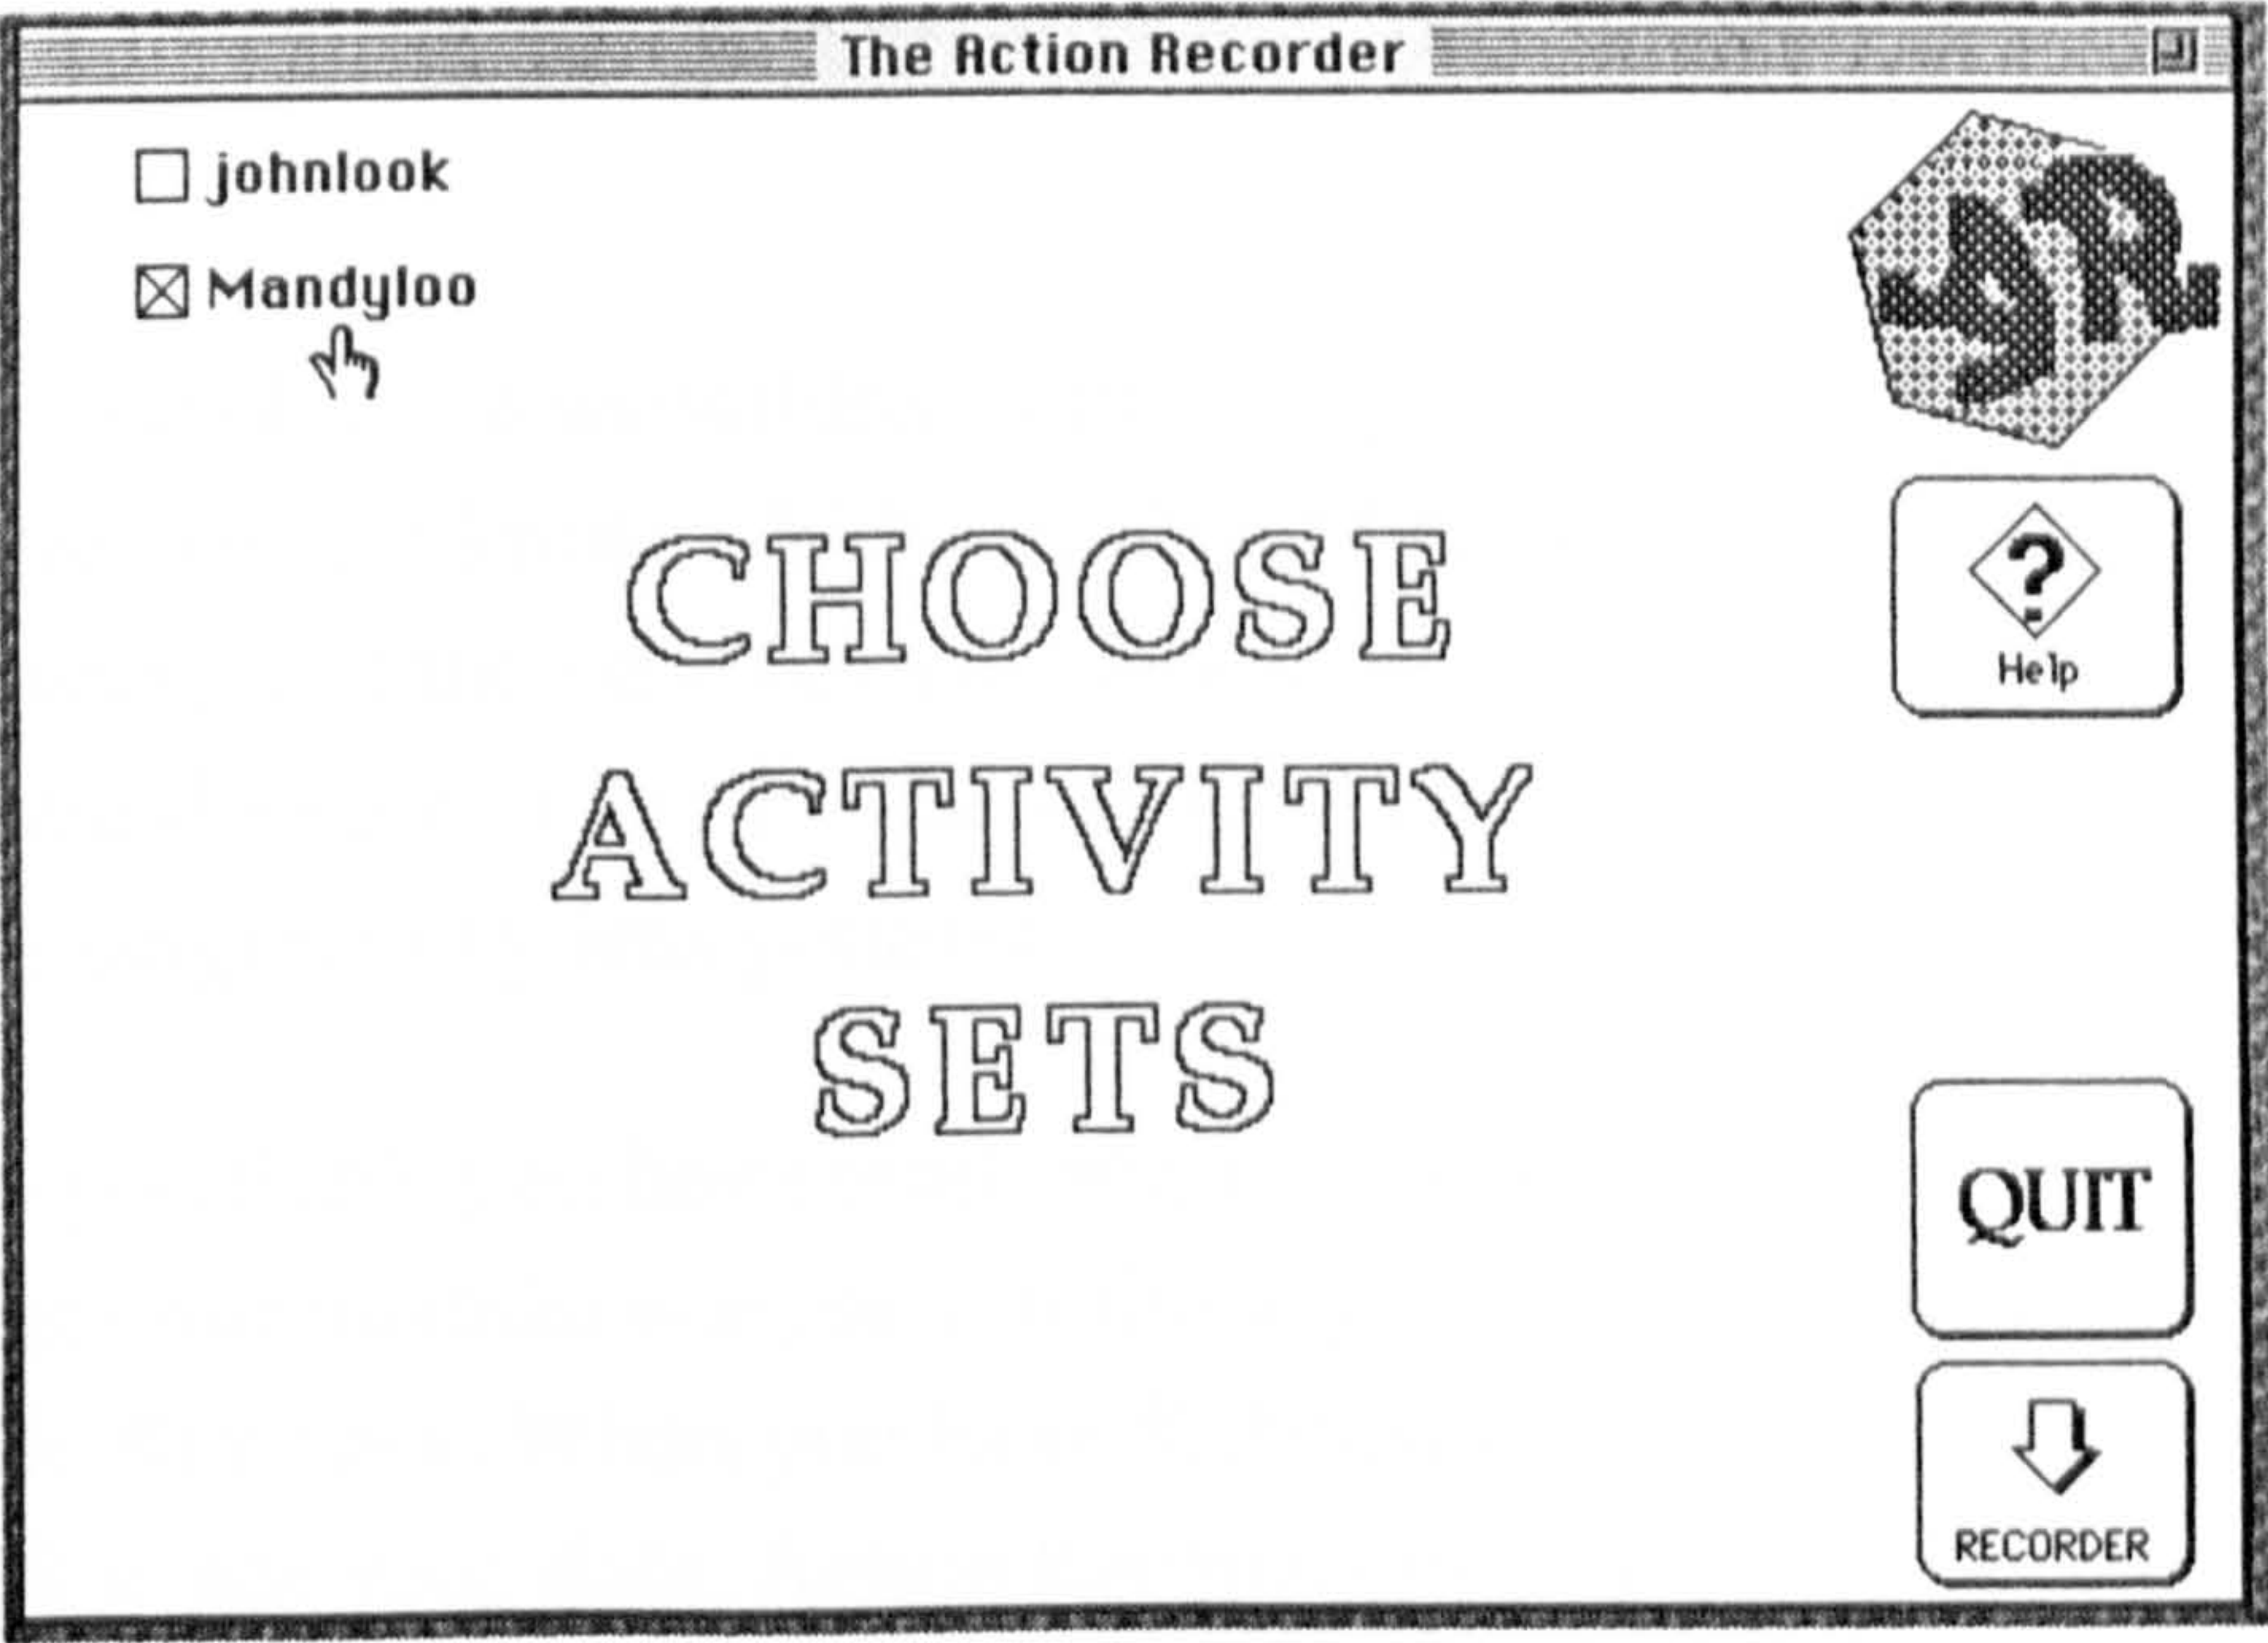 The Action Recorder
johnlook
Mandyloo
CHOOSE
ACTIVITY
SETS
?
Help
QUIT
RECORDER